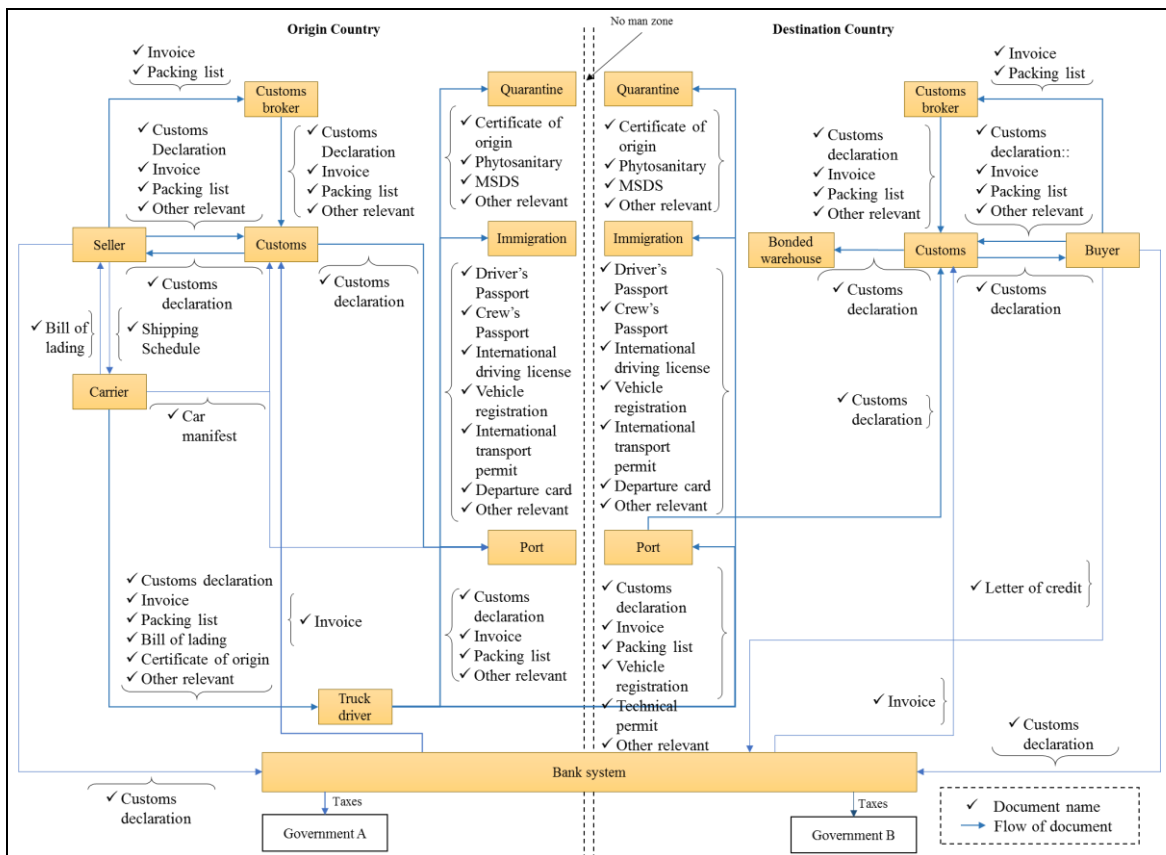 Origin Country
No man zone
Destination Country
✓ Invoice
✓ Packing list
Customs
broker
✓ Customs
Declaration
✓ Invoice
✓ Packing list
✓ Other relevant
✓ Customs
Declaration
✓ Invoice
✓ Packing list
✓ Other relevant
Seller
Customs
✓ Customs
declaration
✓ Customs
declaration
✓ Bill of
lading
✓ Shipping
Schedule
Carrier
✓ Car
manifest
Quarantine
✓ Certificate of
origin
✓ Phytosanitary
✓ MSDS
✓ Other relevant
Immigration
✓ Driver's
Passport
✓ Crew's
Passport
✓ International
driving license
✓ Vehicle
registration
✓ International
transport
permit
✓ Departure card
✓ Other relevant
Port
✓ Customs
declaration
✓ Invoice
✓ Packing list
✓ Other relevant
✓ Customs declaration
✓ Invoice
✓ Packing list
✓ Bill of lading
✓ Certificate of origin
✓ Other relevant
✓ Invoice
Truck
driver
Quarantine
✓ Certificate of
origin
✓ Phytosanitary
✓ MSDS
✓ Other relevant
Immigration
✓ Driver's
Passport
✓ Crew's
Passport
✓ International
driving license
✓ Vehicle
registration
✓ International
transport
permit
✓ Departure card
✓ Other relevant
Port
✓ Customs
declaration
✓ Invoice
✓ Packing list
✓ Vehicle
registration
✓ Technical
permit
✓ Other relevant
✓ Invoice
✓ Packing list
Customs
broker
✓ Customs
declaration
✓ Invoice
✓ Packing list
✓ Other relevant
✓ Customs
declaration::
✓ Invoice
✓ Packing list
✓ Other relevant
Bonded
warehouse
Customs
Buyer
✓ Customs
declaration
✓ Customs
declaration
✓ Customs
declaration
✓ Letter of credit
✓ Invoice
✓ Customs
declaration
Bank system
✓ Customs
declaration
Taxes
Government A
Taxes
Government B
✓ Document name
Flow of document